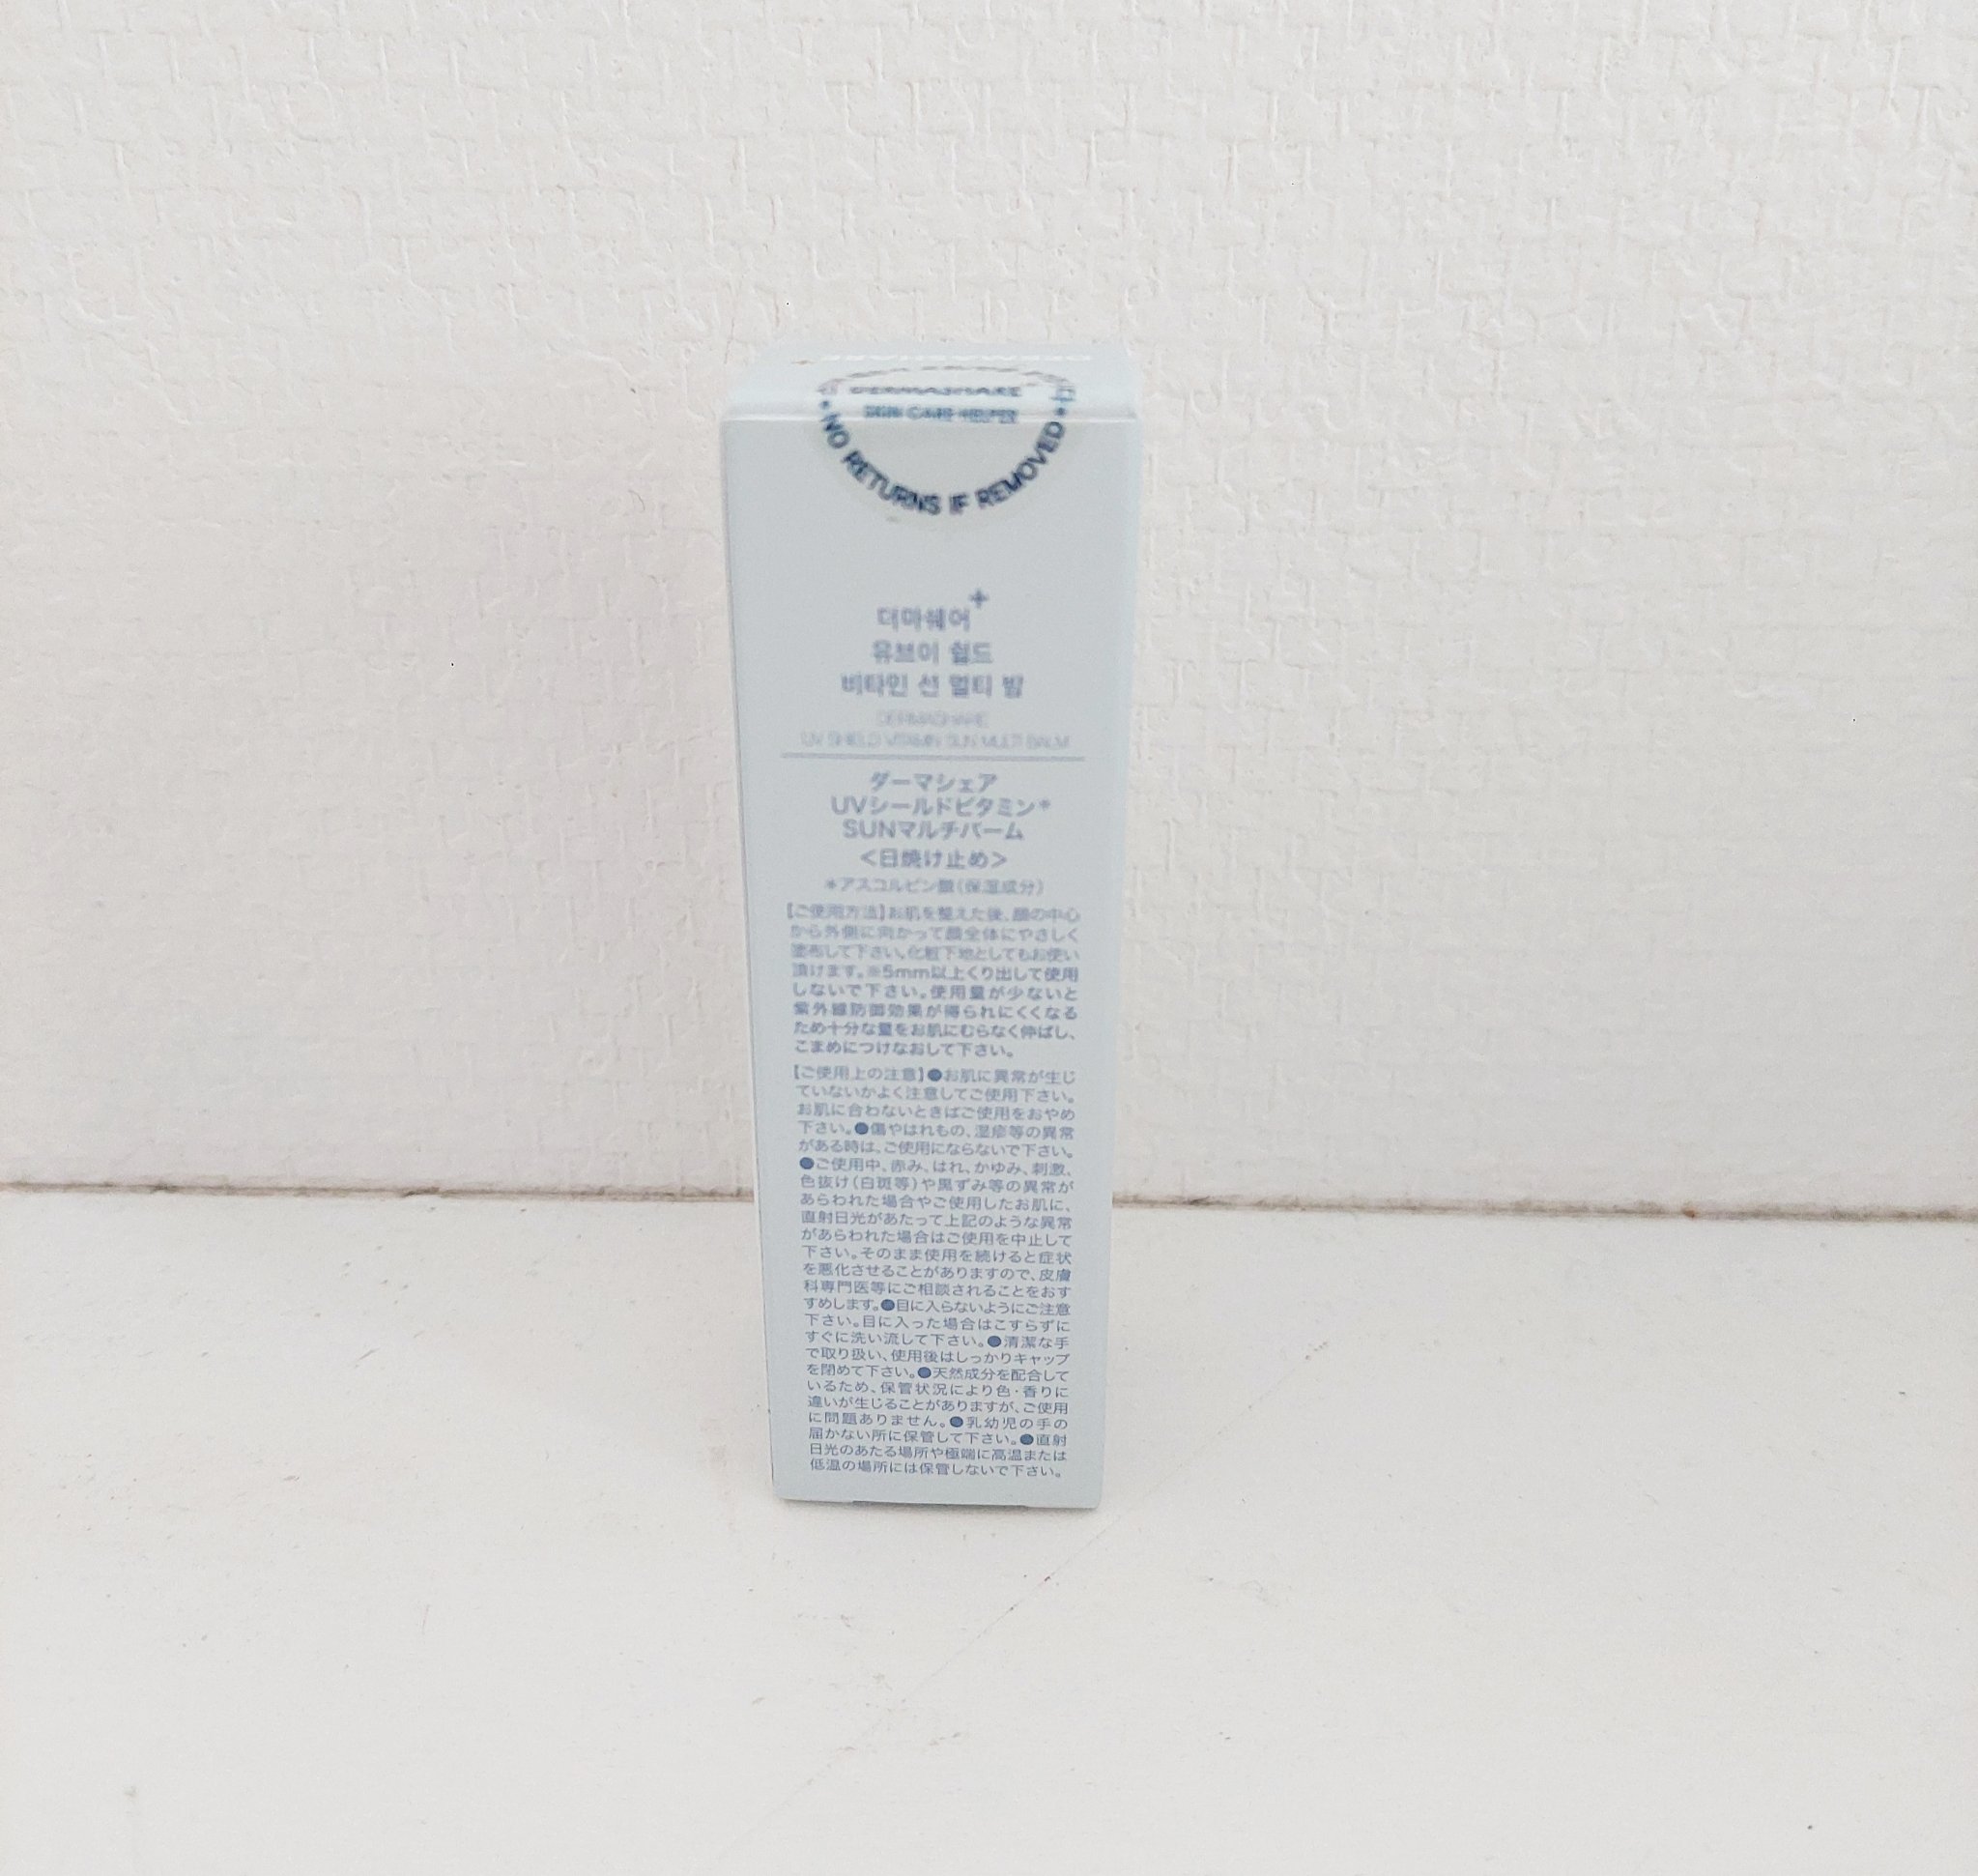 DERMASHARE
SKIN CARE HELPER
NO RETURNS IF REMOVED
더마쉐어+
유브이 쉴드
비타민 선 멀티 밤
DERMASHARE
UV SHIELD VITAMIN SUN MULTI BALM
ダーマシェア
UVシールドビタミン*
SUNマルチバーム
<日焼け止め>
*アスコルビン酸(保湿成分)
【ご使用方法】お肌を整えた後、顔の中心
から外側に向かって顔全体にやさしく
塗布して下さい。化粧下地としてもお使い
頂けます。※5mm以上くり出して使用
しないで下さい。使用量が少ないと
紫外線防御効果が得られにくくなる
ため十分な量をお肌にむらなく伸ばし、
こまめにつけなおして下さい。
【ご使用上の注意】●お肌に異常が生じ
ていないかよく注意してご使用下さい。
お肌に合わないときはご使用をおやめ
下さい。●傷やはれもの、湿疹等の異常
がある時は、ご使用にならないで下さい。
●ご使用中、赤み、はれ、かゆみ、刺激、
色抜け(白斑等)や黒ずみ等の異常が
あらわれた場合やご使用したお肌に、
直射日光があたって上記のような異常
があらわれた場合はご使用を中止して
下さい。そのまま使用を続けると症状
を悪化させることがありますので、皮膚
科専門医等にご相談されることをおす
すめします。●目に入らないようにご注意
下さい。目に入った場合はこすらずに
すぐに洗い流して下さい。●清潔な手
で取り扱い、使用後はしっかりキャップ
を閉めて下さい。●天然成分を配合して
いるため、保管状況により色・香りに
違いが生じることがありますが、ご使用
に問題ありません。●乳幼児の手の
届かない所に保管して下さい。●直射
日光のあたる場所や極端に高温または
低温の場所には保管しないで下さい。